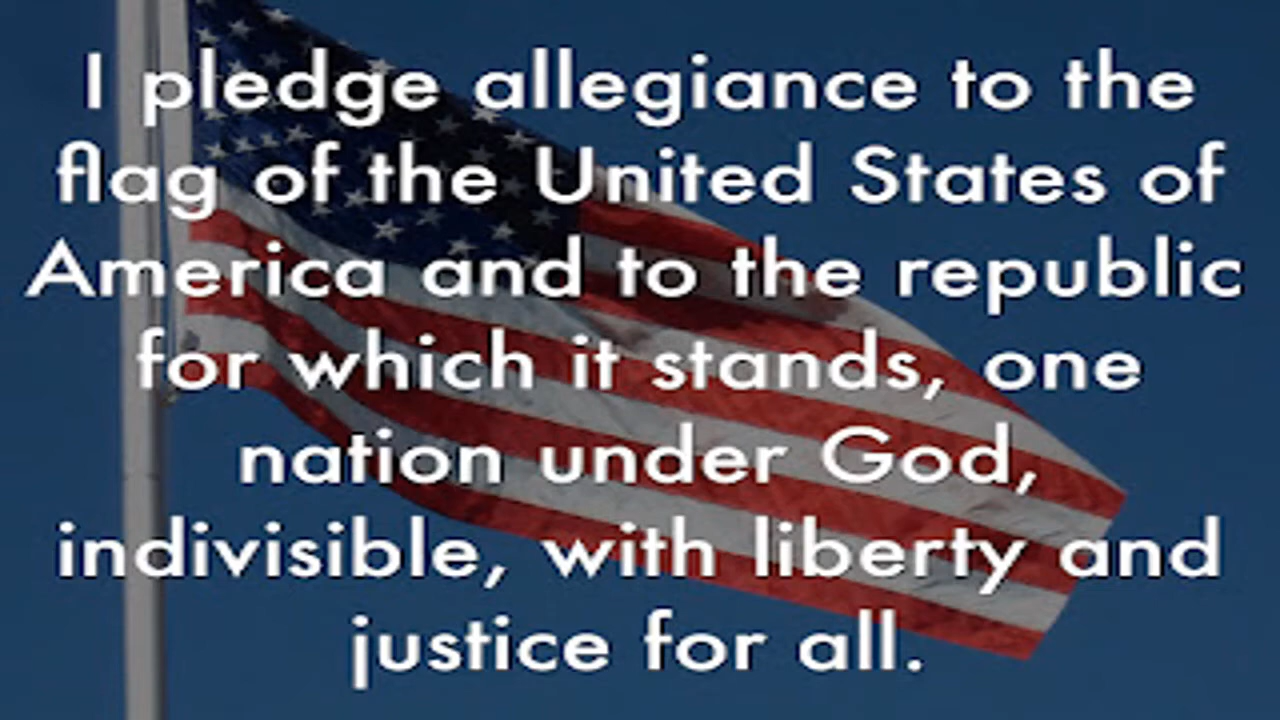 I pledge allegiance to the
flag of the United States of
America and to the republic
for which it stands, one
nation under God,
indivisible, with liberty and
justice for all.